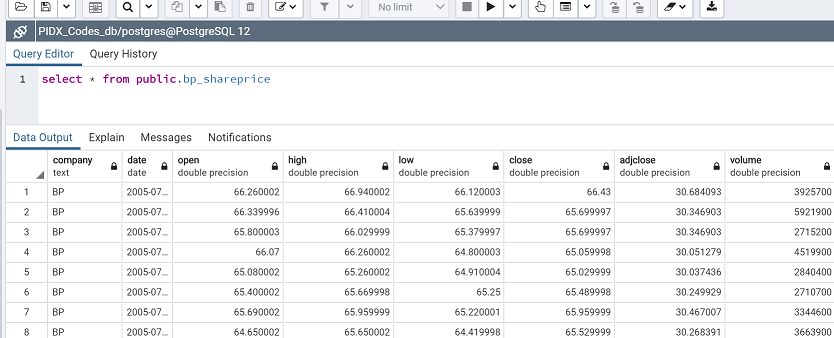 No limit
PIDX_Codes_db/postgres@PostgreSQL 12
Query Editor Query History
1 select * from public.bp_shareprice
Data Output Explain Messages Notifications
company date open high low close adjclose volume
text date double precision double precision double precision double precision double precision double precision
1 BP 2005-07... 66.260002 66.940002 66.120003 66.43 30.684093 3925700
2 BP 2005-07... 66.339996 66.410004 65.639999 65.699997 30.346903 5921900
3 BP 2005-07... 65.800003 66.029999 65.379997 65.699997 30.346903 2715200
4 BP 2005-07... 66.07 66.260002 64.800003 65.059998 30.051279 4519900
5 BP 2005-07... 65.080002 65.260002 64.910004 65.029999 30.037436 2840400
6 BP 2005-07... 65.400002 65.669998 65.25 65.489998 30.249929 2710700
7 BP 2005-07... 65.690002 65.959999 65.220001 65.959999 30.467007 3344600
8 BP 2005-07... 64.650002 65.650002 64.419998 65.529999 30.268391 3663900